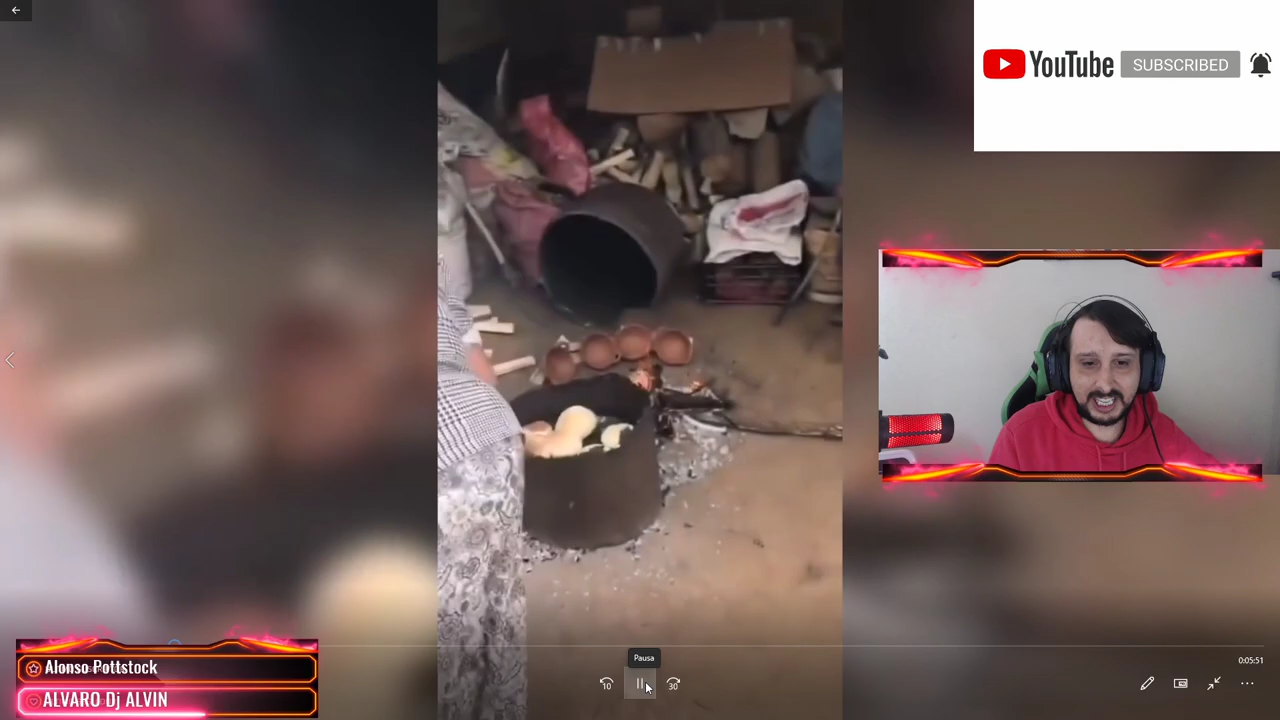 YouTube SUBSCRIBED
Pausa
0:05:51
10
30
Alonso Pottstock
ALVARO Dj ALVIN